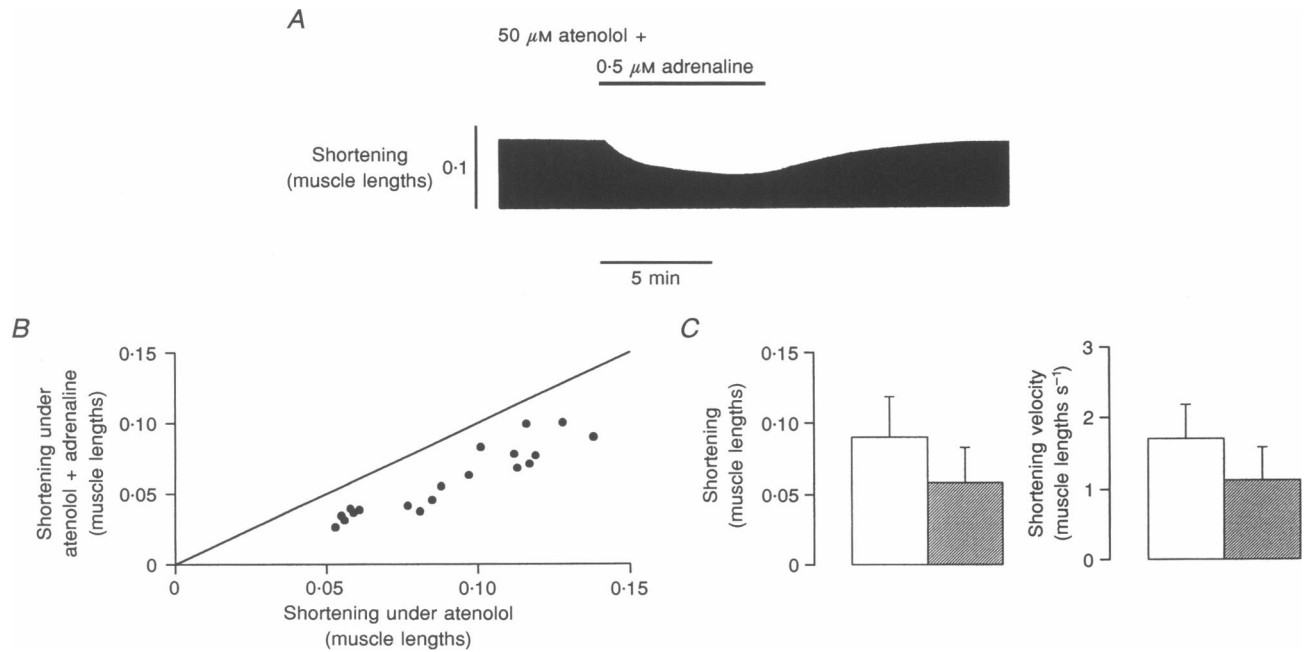 A
50 μM atenolol +
0·5 μM adrenaline
Shortening
(muscle lengths)
0·1
5 min
B
Shortening under
atenolol + adrenaline
(muscle lengths)
0·15
0·10
0·05
0
0
0·05
0·10
0·15
Shortening under atenolol
(muscle lengths)
C
Shortening
(muscle lengths)
0·15
0·10
0·05
0
Shortening velocity
(muscle lengths s⁻¹)
3
2
1
0